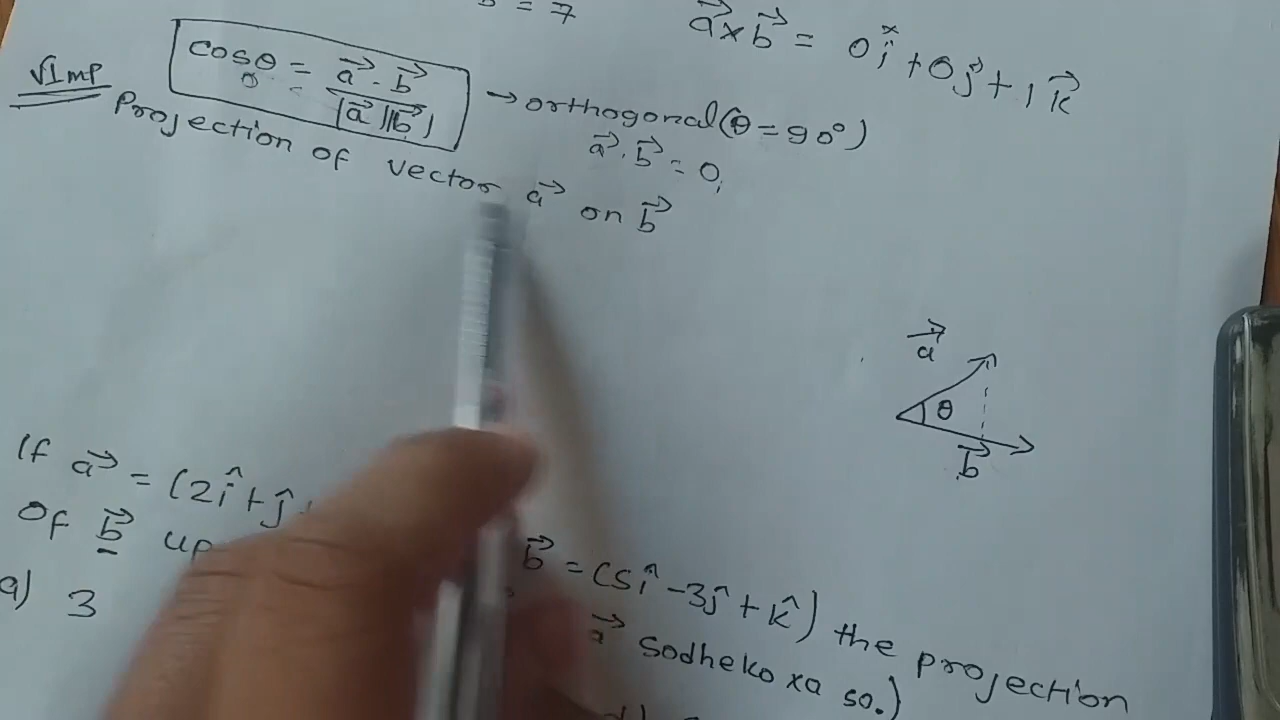 = 7
a⃗ x b⃗ = 0î + 0ĵ + 1k⃗
√Imp
cosθ = a⃗ . b⃗ / |a⃗||b⃗|
→ orthogonal (θ = 90°)
a⃗ . b⃗ = 0
Projection of vector a⃗ on b⃗
a⃗
θ
b⃗
If a⃗ = (2î + ĵ
b⃗ = (5î - 3ĵ + k̂) the projection
of b⃗ up
a⃗ sodheko xa so.)
a) 3